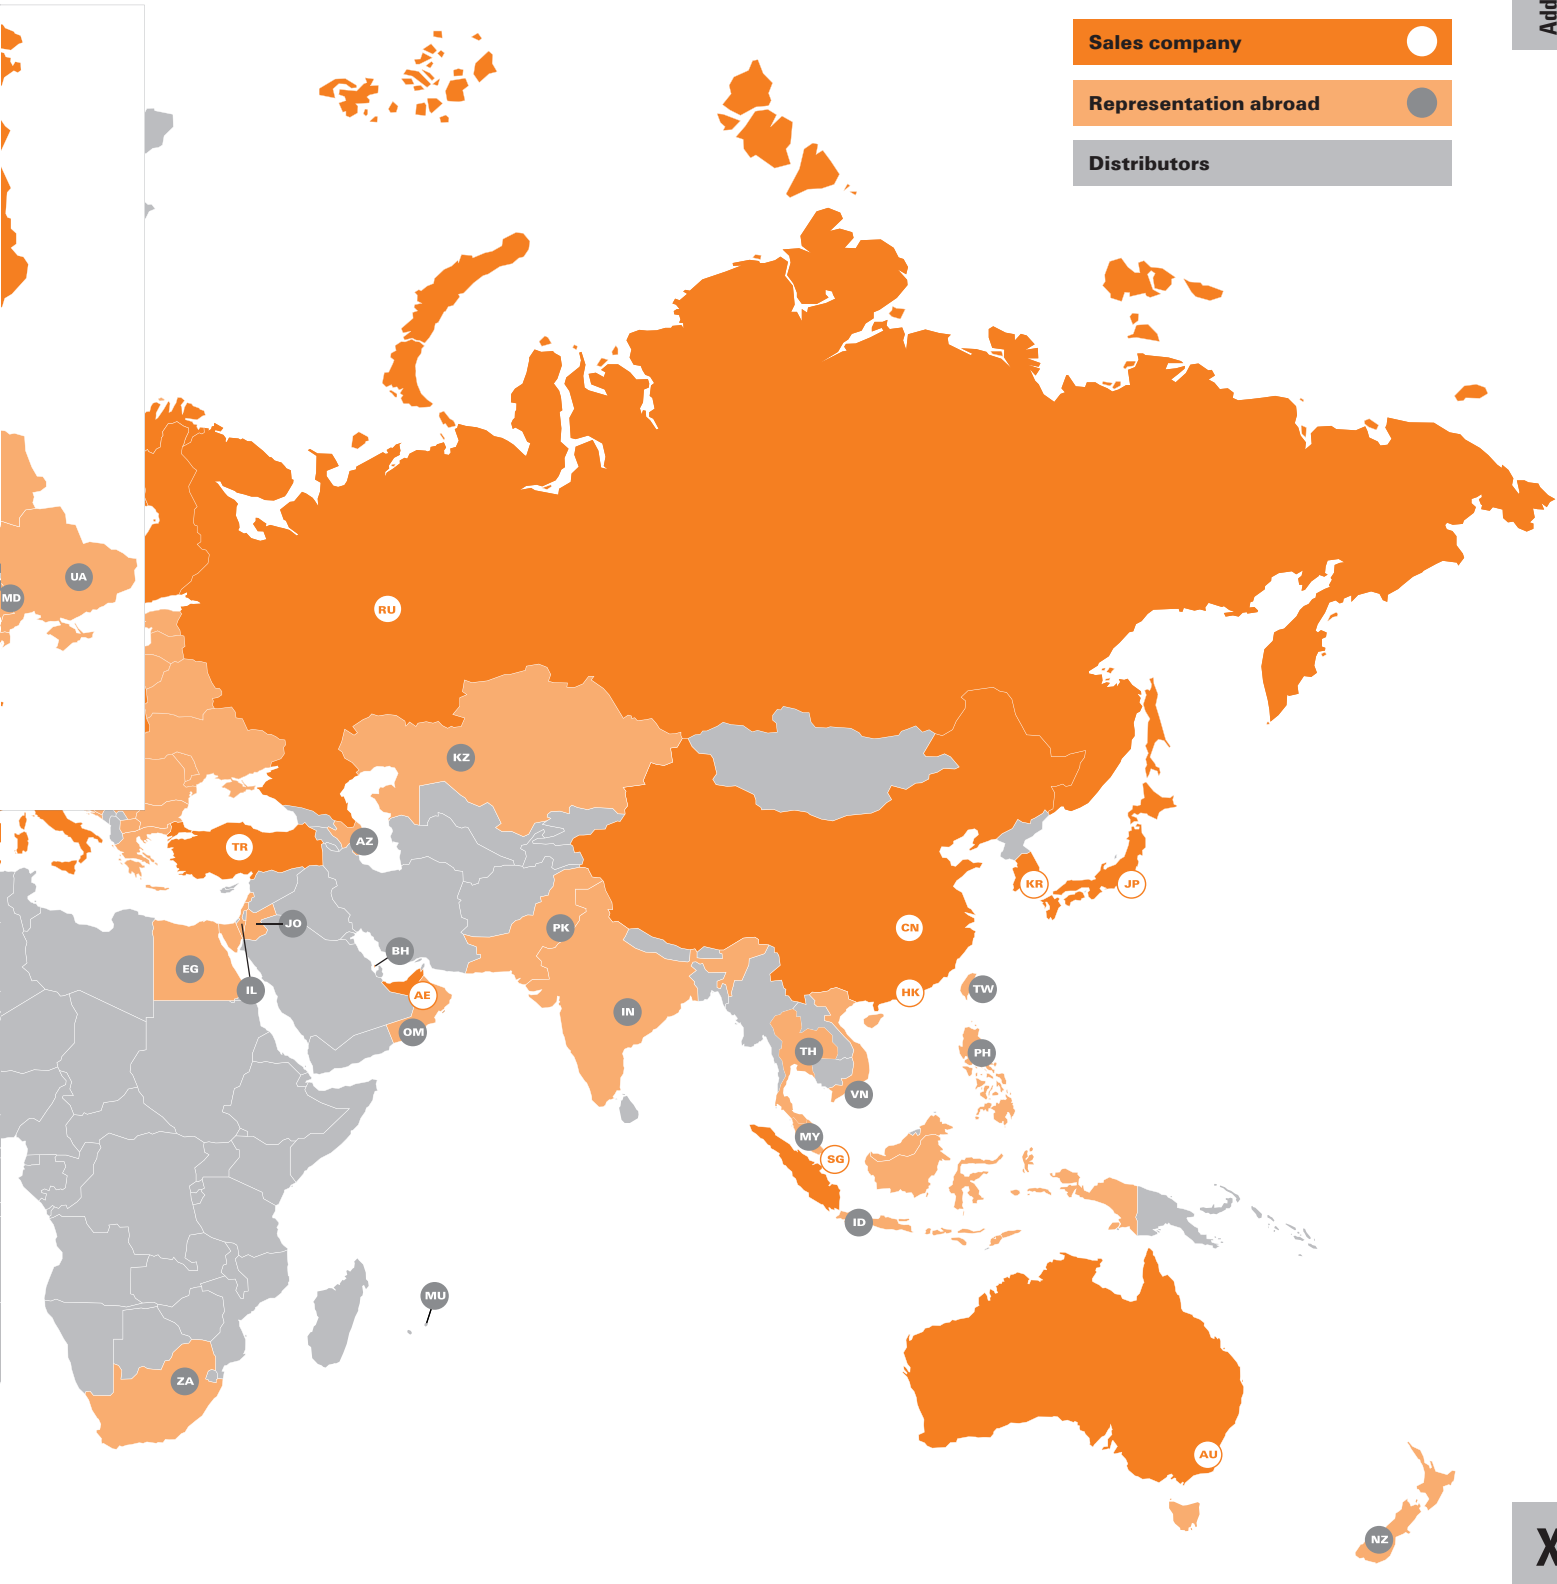 Add
Sales company
Representation abroad
Distributors
UA
MD
RU
KZ
AZ
TR
KR
JP
JO
PK
CN
BH
EG
IL
AE
HK
TW
IN
OM
TH
PH
VN
MY
SG
ID
MU
ZA
AU
NZ
X